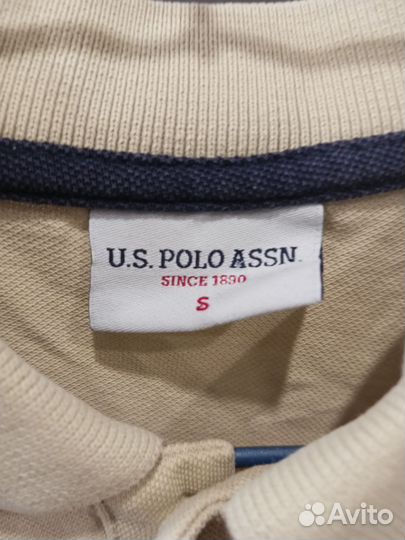 U.S. POLO ASSN.
SINCE 1890
S
Avito